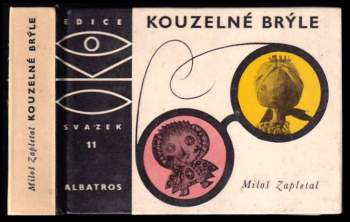 Miloš Zapletal KOUZELNÉ BRÝLE
EDICE
OKO
SVAZEK
11
ALBATROS
KOUZELNÉ BRÝLE
Miloš Zapletal